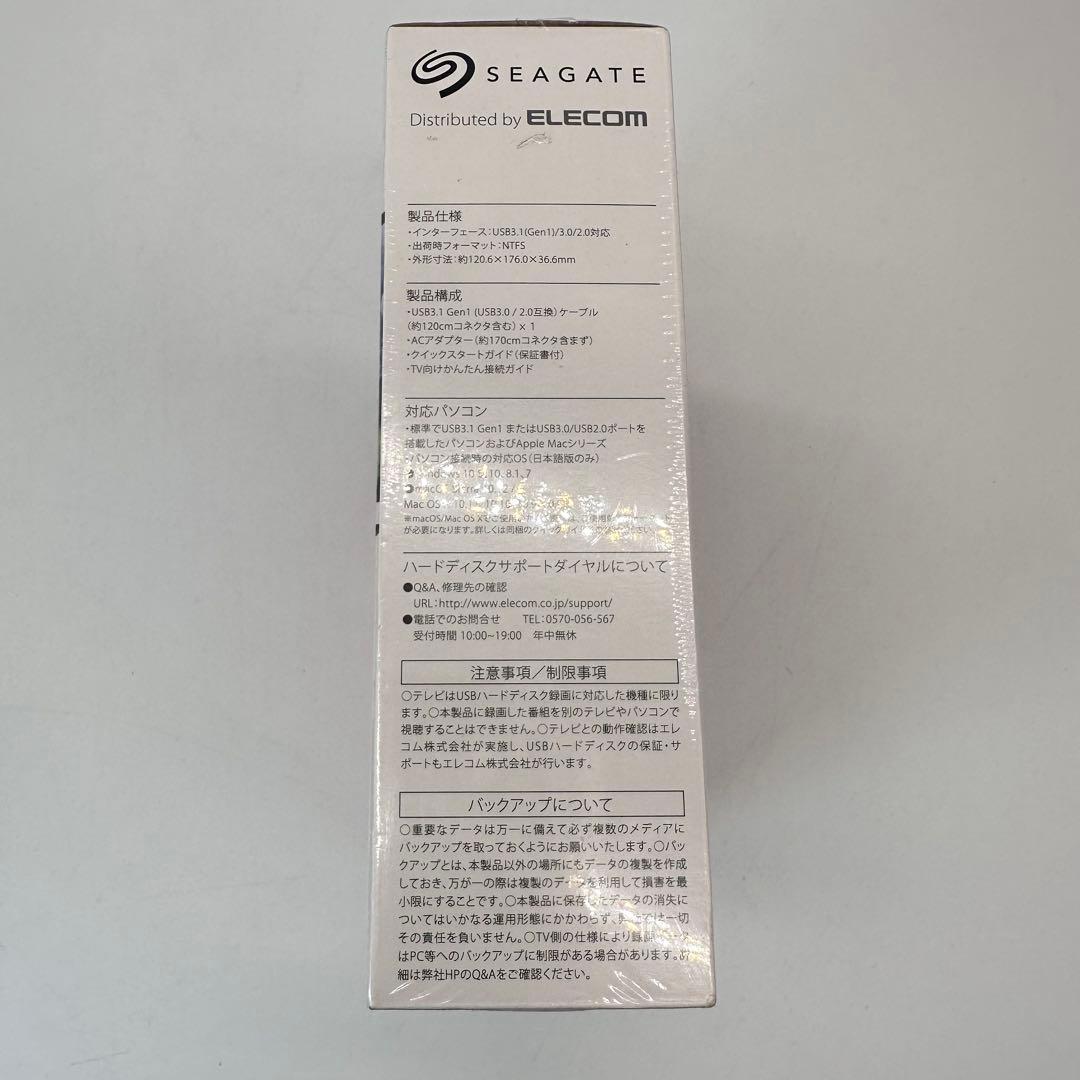 SEAGATE
Distributed by ELECOM
製品仕様
・インターフェース：USB3.1(Gen1)/3.0/2.0対応
・出荷時フォーマット：NTFS
・外形寸法：約120.6×176.0×36.6mm
製品構成
・USB3.1 Gen1 (USB3.0 / 2.0互換) ケーブル
（約120cmコネクタ含む）x 1
・ACアダプター（約170cmコネクタ含まず）
・クイックスタートガイド（保証書付）
・TV向けかんたん接続ガイド
対応パソコン
・標準でUSB3.1 Gen1 またはUSB3.0/USB2.0ポートを
搭載したパソコンおよびApple Macシリーズ
・パソコン接続時の対応OS（日本語版のみ）
10、8.1、7
Mac OS
※macOS/Mac OS Xでご使用
が必要になります。詳しくは同梱の
ハードディスクサポートダイヤルについて
●Q&A、修理先の確認
URL：http://www.elecom.co.jp/support/
●電話でのお問合せ TEL：0570-056-567
受付時間 10:00~19:00 年中無休
注意事項／制限事項
○テレビはUSBハードディスク録画に対応した機種に限り
ます。○本製品に録画した番組を別のテレビやパソコンで
視聴することはできません。○テレビとの動作確認はエレ
コム株式会社が実施し、USBハードディスクの保証・サ
ポートもエレコム株式会社が行います。
バックアップについて
○重要なデータは万一に備えて必ず複数のメディアに
バックアップを取っておくようにお願いいたします。○バッ
クアップとは、本製品以外の場所にもデータの複製を作成
しておき、万が一の際は複製のデータを利用して損害を最
小限にすることです。○本製品に保存したデータの消失に
ついてはいかなる運用形態にかかわらず、は一切
その責任を負いません。○TV側の仕様により録画データ
はPC等へのバックアップに制限がある場合があります。詳
細は弊社HPのQ&Aをご確認ください。